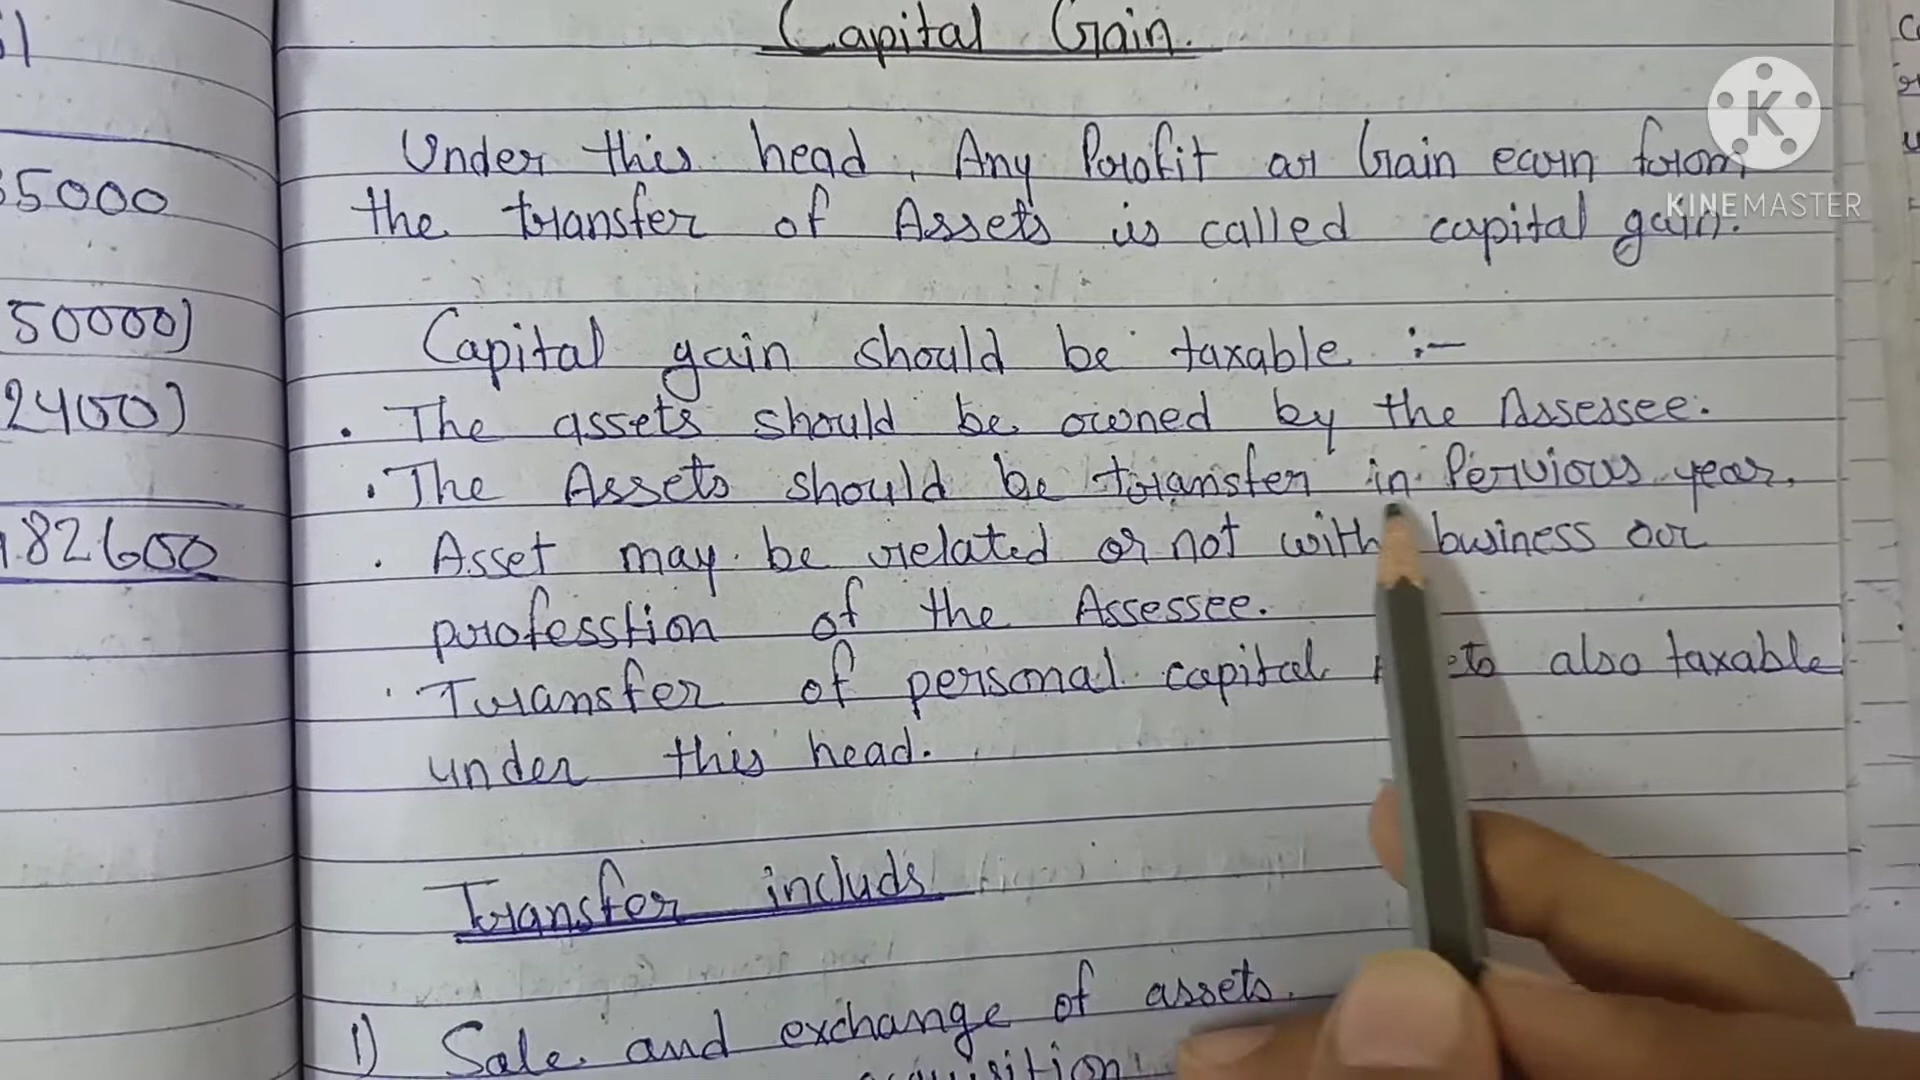 Capital Gain.
Under this head, Any Profit or Gain earn from
the transfer of Assets is called capital gain.
Capital gain should be taxable :-
. The assets should be owned by the Assessee.
. The Assets should be transfer in Pervious year.
. Asset may be related or not with business or
professtion of the Assessee.
. Transfer of personal capital also taxable
under this head.
Transfer includs
1) Sale and exchange of assets.
acquisition
5000
50000)
2400)
82600
K
KINEMASTER